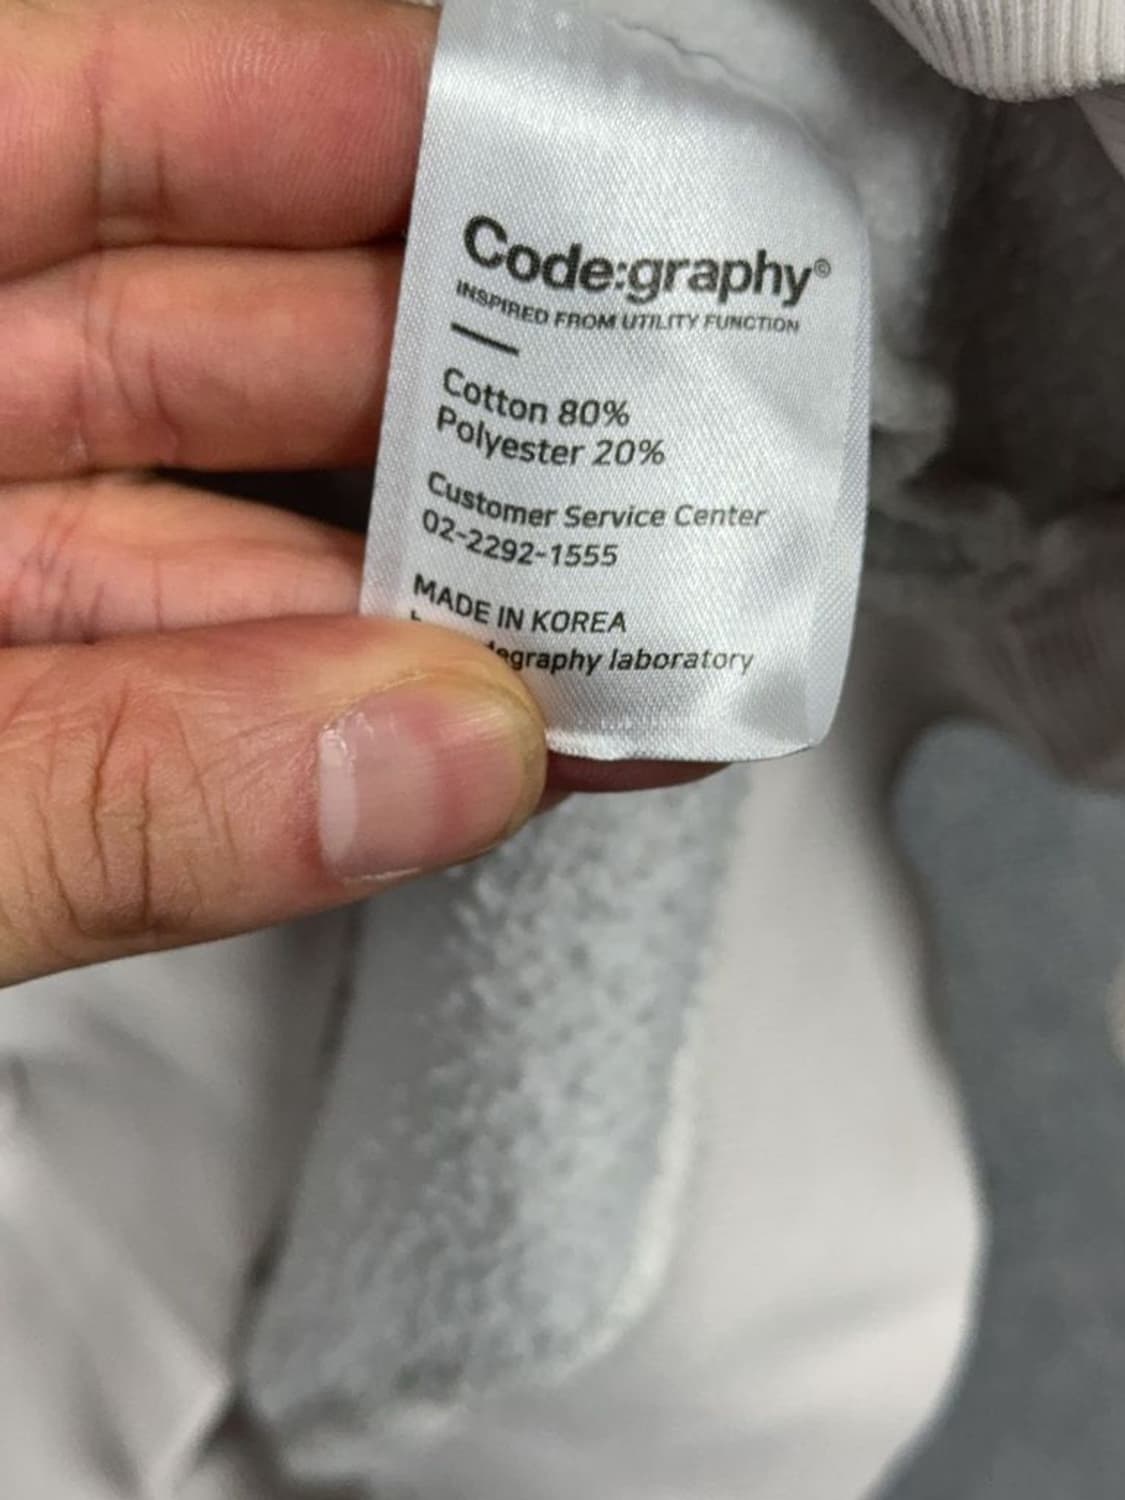 Code:graphy©
INSPIRED FROM UTILITY FUNCTION
Cotton 80%
Polyester 20%
Customer Service Center
02-2292-1555
MADE IN KOREA
laboratory